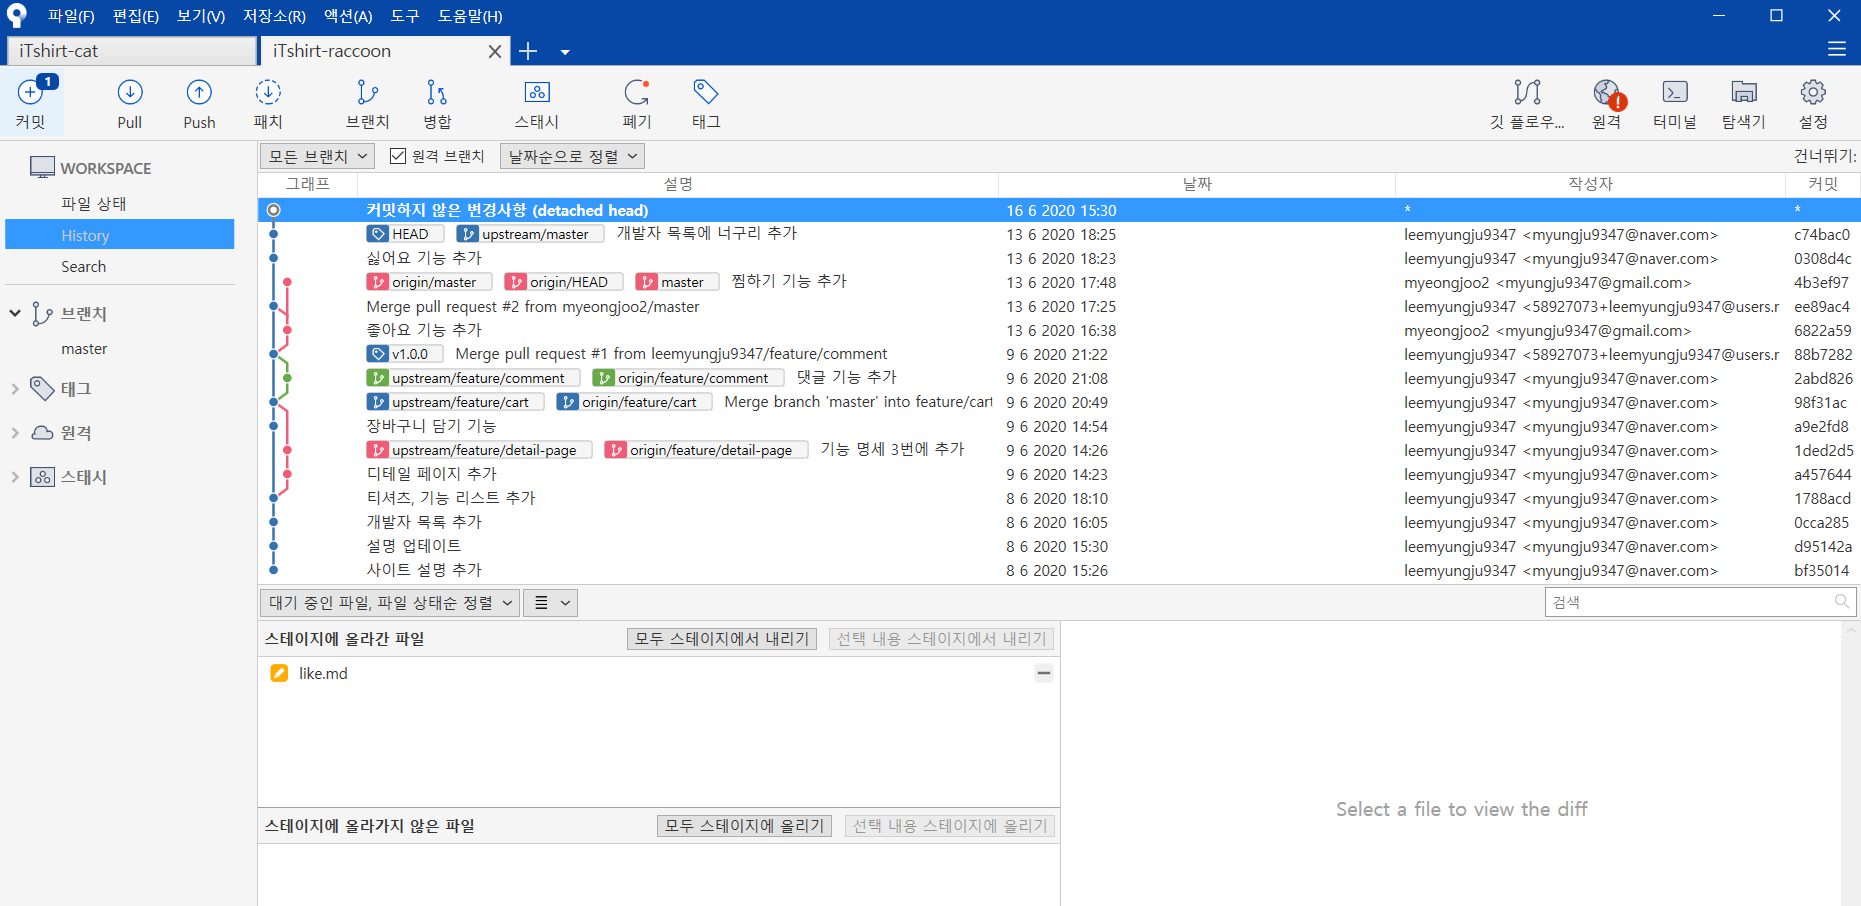 파일(F) 편집(E) 보기(V) 저장소(R) 액션(A) 도구 도움말(H)
iTshirt-cat iTshirt-raccoon
1
커밋 Pull Push 패치 브랜치 병합 스태시 폐기 태그 깃 플로우... 원격 터미널 탐색기 설정
WORKSPACE
파일 상태
History
Search
브랜치
master
태그
원격
스태시
모든 브랜치 원격 브랜치 날짜순으로 정렬 건너뛰기:
그래프 설명 날짜 작성자 커밋
커밋하지 않은 변경사항 (detached head) 16 6 2020 15:30 * *
HEAD upstream/master 개발자 목록에 너구리 추가 13 6 2020 18:25 leemyungju9347 <myungju9347@naver.com> c74bac0
싫어요 기능 추가 13 6 2020 18:23 leemyungju9347 <myungju9347@naver.com> 0308d4c
origin/master origin/HEAD master 찜하기 기능 추가 13 6 2020 17:48 myeongjoo2 <myungju9347@gmail.com> 4b3ef97
Merge pull request #2 from myeongjoo2/master 13 6 2020 17:25 leemyungju9347 <58927073+leemyungju9347@users.r ee89ac4
좋아요 기능 추가 13 6 2020 16:38 myeongjoo2 <myungju9347@gmail.com> 6822a59
v1.0.0 Merge pull request #1 from leemyungju9347/feature/comment 9 6 2020 21:22 leemyungju9347 <58927073+leemyungju9347@users.r 88b7282
upstream/feature/comment origin/feature/comment 댓글 기능 추가 9 6 2020 21:08 leemyungju9347 <myungju9347@naver.com> 2abd826
upstream/feature/cart origin/feature/cart Merge branch 'master' into feature/cart 9 6 2020 20:49 leemyungju9347 <myungju9347@naver.com> 98f31ac
장바구니 담기 기능 9 6 2020 14:54 leemyungju9347 <myungju9347@naver.com> a9e2fd8
upstream/feature/detail-page origin/feature/detail-page 기능 명세 3번에 추가 9 6 2020 14:26 leemyungju9347 <myungju9347@naver.com> 1ded2d5
디테일 페이지 추가 9 6 2020 14:23 leemyungju9347 <myungju9347@naver.com> a457644
티셔츠, 기능 리스트 추가 8 6 2020 18:10 leemyungju9347 <myungju9347@naver.com> 1788acd
개발자 목록 추가 8 6 2020 16:05 leemyungju9347 <myungju9347@naver.com> 0cca285
설명 업테이트 8 6 2020 15:30 leemyungju9347 <myungju9347@naver.com> d95142a
사이트 설명 추가 8 6 2020 15:26 leemyungju9347 <myungju9347@naver.com> bf35014
대기 중인 파일, 파일 상태순 정렬 검색
스테이지에 올라간 파일 모두 스테이지에서 내리기 선택 내용 스테이지에서 내리기
like.md
Select a file to view the diff
스테이지에 올라가지 않은 파일 모두 스테이지에 올리기 선택 내용 스테이지에 올리기